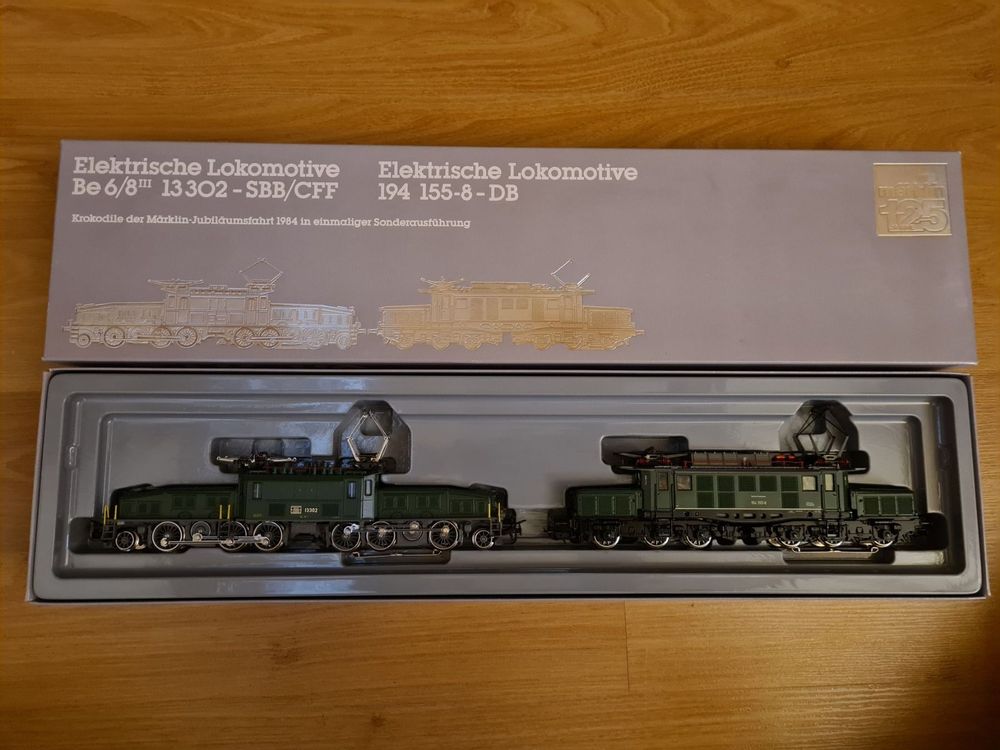 Elektrische Lokomotive
Be 6/8ᴵᴵᴵ 13302-SBB/CFF
Elektrische Lokomotive
194 155-8-DB
Krokodile der Märklin-Jubiläumsfahrt 1984 in einmaliger Sonderausführung
märklin
125
13302